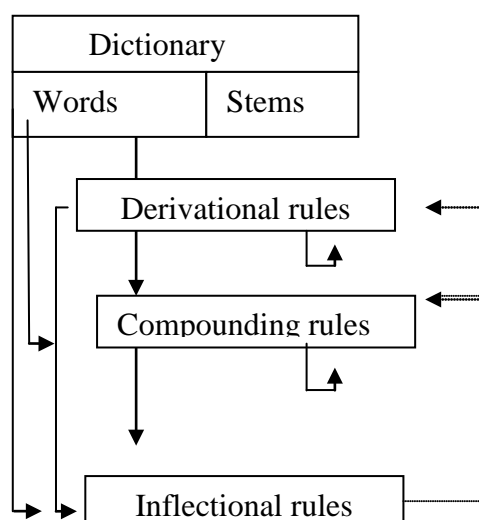 Dictionary
Words Stems
Derivational rules
Compounding rules
Inflectional rules